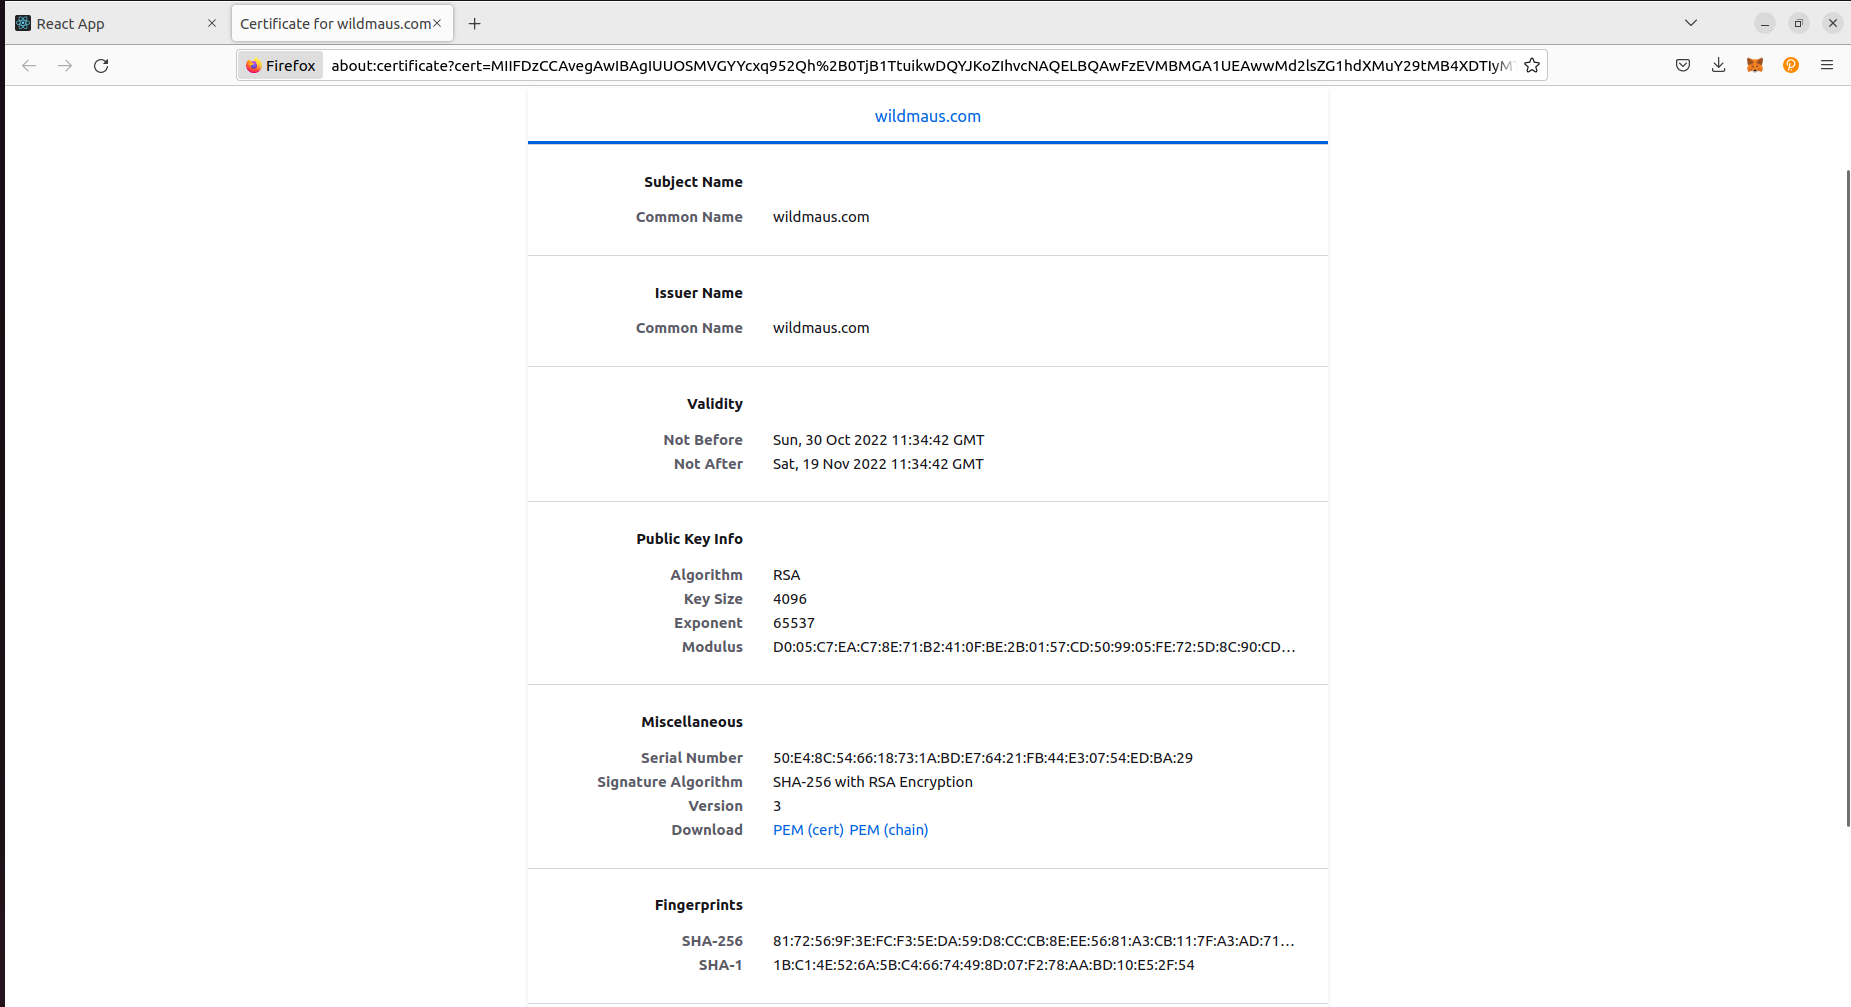 React App
Certificate for wildmaus.com
Firefox about:certificate?cert=MIIFDzCCAvegAwIBAgIUUOSMVGYYcxq952Qh%2B0TjB1TtuikwDQYJKoZIhvcNAQELBQAwFzEVMBMGA1UEAwwMd2lsZG1hdXMuY29tMB4XDTIyM
wildmaus.com
Subject Name
Common Name wildmaus.com
Issuer Name
Common Name wildmaus.com
Validity
Not Before Sun, 30 Oct 2022 11:34:42 GMT
Not After Sat, 19 Nov 2022 11:34:42 GMT
Public Key Info
Algorithm RSA
Key Size 4096
Exponent 65537
Modulus D0:05:C7:EA:C7:8E:71:B2:41:0F:BE:2B:01:57:CD:50:99:05:FE:72:5D:8C:90:CD…
Miscellaneous
Serial Number 50:E4:8C:54:66:18:73:1A:BD:E7:64:21:FB:44:E3:07:54:ED:BA:29
Signature Algorithm SHA-256 with RSA Encryption
Version 3
Download PEM (cert) PEM (chain)
Fingerprints
SHA-256 81:72:56:9F:3E:FC:F3:5E:DA:59:D8:CC:CB:8E:EE:56:81:A3:CB:11:7F:A3:AD:71…
SHA-1 1B:C1:4E:52:6A:5B:C4:66:74:49:8D:07:F2:78:AA:BD:10:E5:2F:54